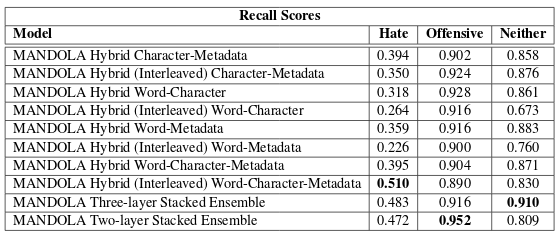 Recall Scores
Model Hate Offensive Neither
MANDOLA Hybrid Character-Metadata 0.394 0.902 0.858
MANDOLA Hybrid (Interleaved) Character-Metadata 0.350 0.924 0.876
MANDOLA Hybrid Word-Character 0.318 0.928 0.861
MANDOLA Hybrid (Interleaved) Word-Character 0.264 0.916 0.673
MANDOLA Hybrid Word-Metadata 0.359 0.916 0.883
MANDOLA Hybrid (Interleaved) Word-Metadata 0.226 0.900 0.760
MANDOLA Hybrid Word-Character-Metadata 0.395 0.904 0.871
MANDOLA Hybrid (Interleaved) Word-Character-Metadata 0.510 0.890 0.830
MANDOLA Three-layer Stacked Ensemble 0.483 0.916 0.910
MANDOLA Two-layer Stacked Ensemble 0.472 0.952 0.809